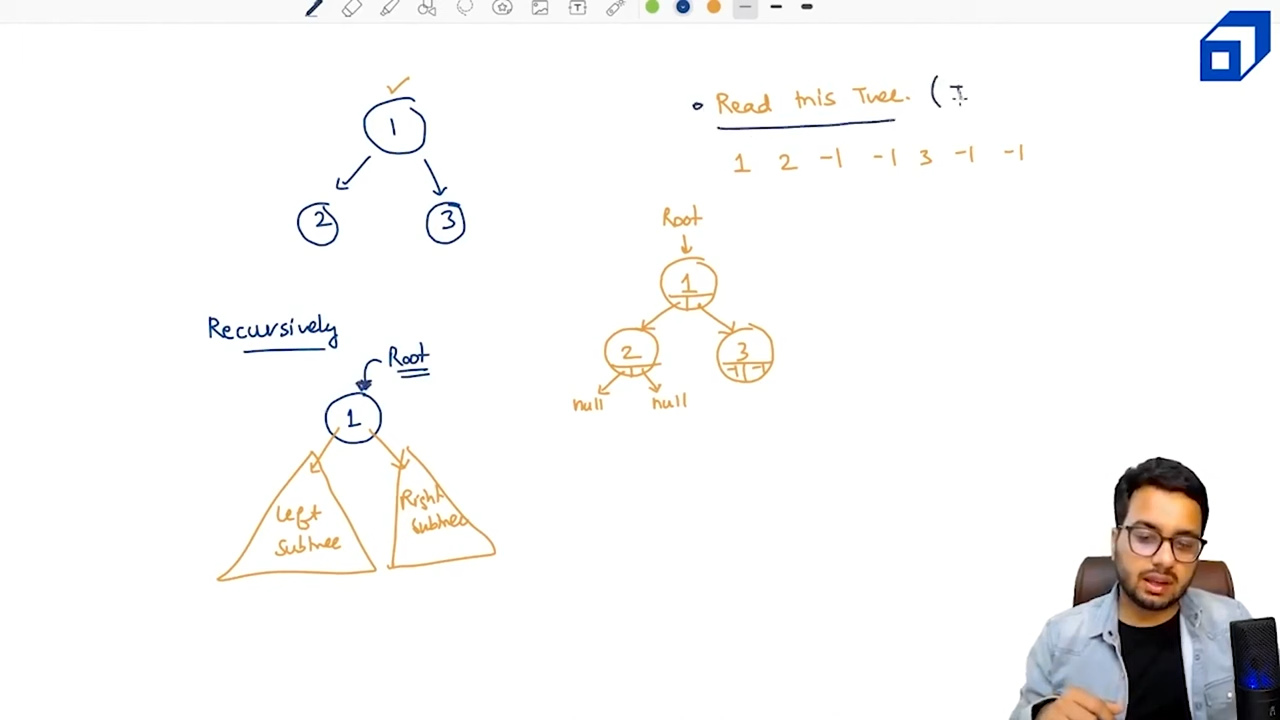 1
2 3
Recursively
Root
1
Left
Subtree
Right
Subtree
• Read this Tree. (I
1 2 -1 -1 3 -1 -1
Root
1
2 3
-1 -1
null null